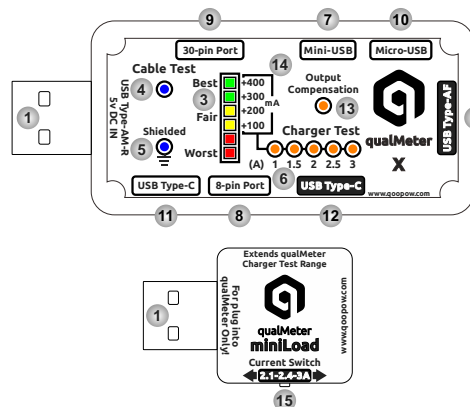 9
7
10
30-pin Port
Mini-USB
Micro-USB
14
Cable Test
4
Best
+400
3
+300
mA
Fair
+200
+100
Output
Compensation
13
1
USB Type-AM-R
5v DC IN
USB Type-AF
Shielded
5
Worst
Charger Test
(A) 1 1.5 2 2.5 3
6
qualMeter
X
USB Type-C
8-pin Port
USB Type-C
www.qoopow.com
11
8
12
Extends qualMeter
Charger Test Range
1
For plug into
qualMeter Only!
www.qoopow.com
qualMeter
miniLoad
Current Switch
2.1-2.4-3A
15